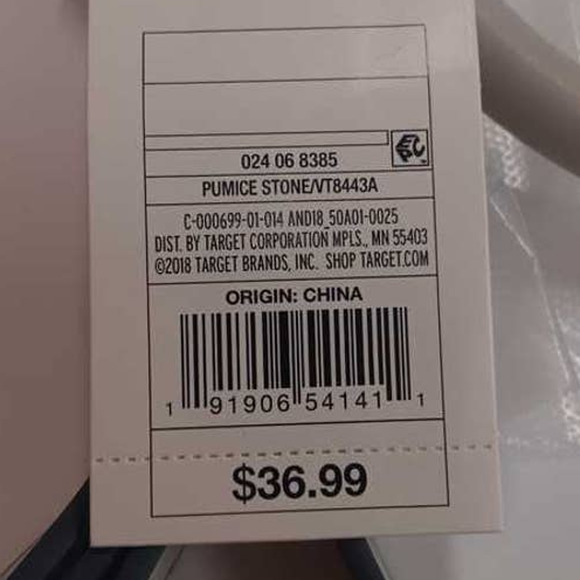 EPC
024 06 8385
PUMICE STONE/VT8443A
C-000699-01-014 AND18_50A01-0025
DIST. BY TARGET CORPORATION MPLS., MN 55403
©2018 TARGET BRANDS, INC. SHOP TARGET.COM
ORIGIN: CHINA
1 91906 54141 1
$36.99